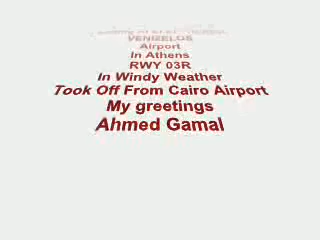 VENIZELOS
Airport
In Athens
RWY 03R
In Windy Weather
Took Off From Cairo Airport
My greetings
Ahmed Gamal